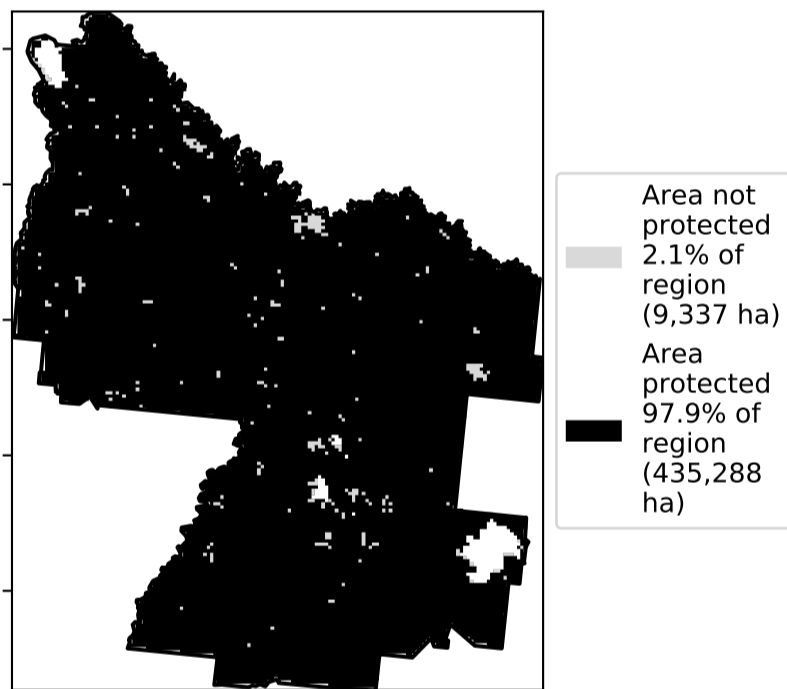 Area not
protected
2.1% of
region
(9,337 ha)
Area
protected
97.9% of
region
(435,288
ha)